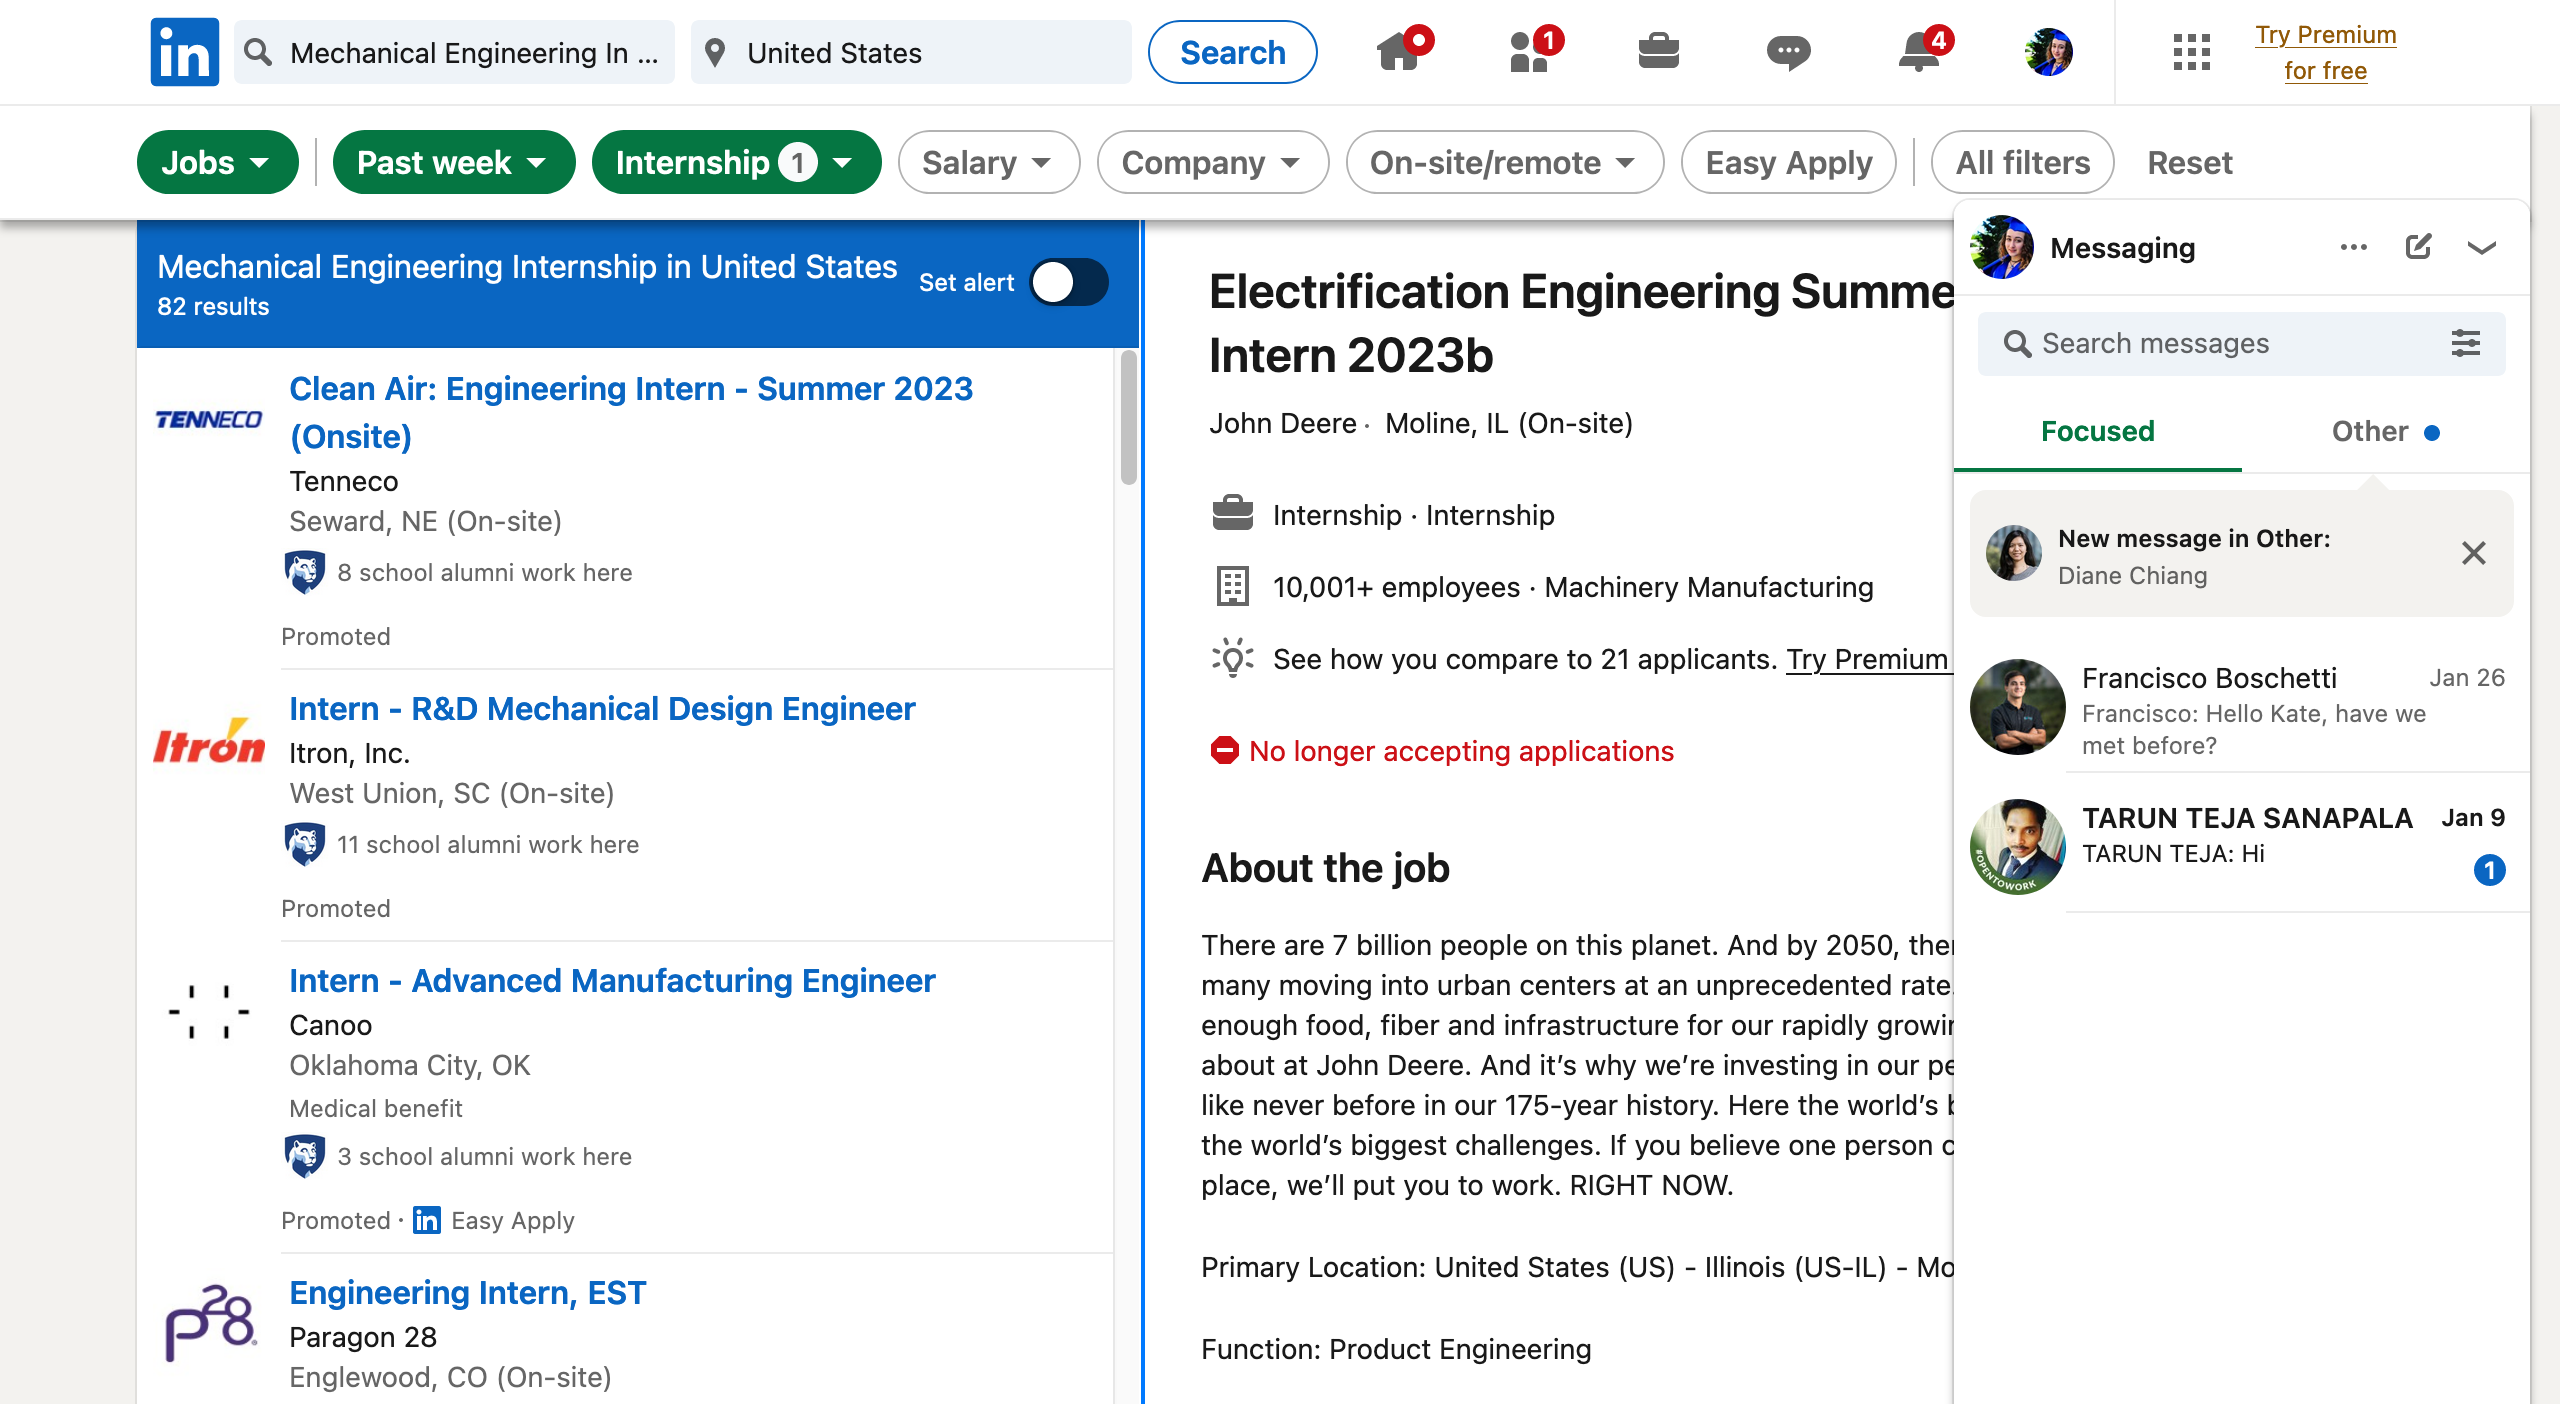 in
Mechanical Engineering In ...
United States
Search
1
4
Try Premium
for free
Jobs
Past week
Internship 1
Salary
Company
On-site/remote
Easy Apply
All filters
Reset
Mechanical Engineering Internship in United States
82 results
Set alert
TENNECO
Clean Air: Engineering Intern - Summer 2023
(Onsite)
Tenneco
Seward, NE (On-site)
8 school alumni work here
Promoted
Itron
Intern - R&D Mechanical Design Engineer
Itron, Inc.
West Union, SC (On-site)
11 school alumni work here
Promoted
Intern - Advanced Manufacturing Engineer
Canoo
Oklahoma City, OK
Medical benefit
3 school alumni work here
Promoted · in Easy Apply
p28
Engineering Intern, EST
Paragon 28
Englewood, CO (On-site)
Electrification Engineering Summe
Intern 2023b
John Deere · Moline, IL (On-site)
Internship · Internship
10,001+ employees · Machinery Manufacturing
See how you compare to 21 applicants. Try Premium
No longer accepting applications
About the job
There are 7 billion people on this planet. And by 2050, ther
many moving into urban centers at an unprecedented rate.
enough food, fiber and infrastructure for our rapidly growin
about at John Deere. And it’s why we’re investing in our pe
like never before in our 175-year history. Here the world’s b
the world’s biggest challenges. If you believe one person c
place, we’ll put you to work. RIGHT NOW.
Primary Location: United States (US) - Illinois (US-IL) - Mo
Function: Product Engineering
Messaging
Search messages
Focused
Other
New message in Other:
Diane Chiang
Francisco Boschetti
Jan 26
Francisco: Hello Kate, have we
met before?
#OPENTOWORK
TARUN TEJA SANAPALA
Jan 9
TARUN TEJA: Hi
1